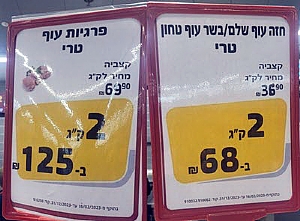 פרגיות עוף
טרי
קצביה
מחיר לק"ג
₪69.90
2
ק"ג
ב-125 ₪
חזה עוף שלם/בשר עוף טחון
טרי
קצביה
מחיר לק"ג
₪36.90
2
ק"ג
ב-68 ₪